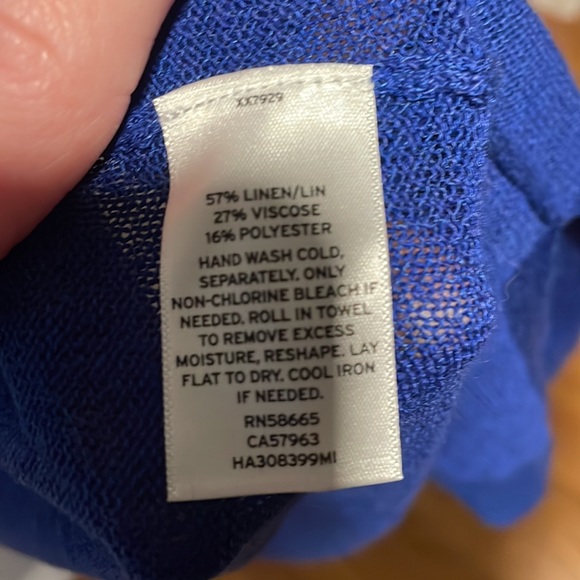 XX7929
57% LINEN/LIN
27% VISCOSE
16% POLYESTER
HAND WASH COLD,
SEPARATELY. ONLY
NON-CHLORINE BLEACH IF
NEEDED. ROLL IN TOWEL
TO REMOVE EXCESS
MOISTURE, RESHAPE. LAY
FLAT TO DRY. COOL IRON
IF NEEDED.
RN58665
CA57963
HA308399MI